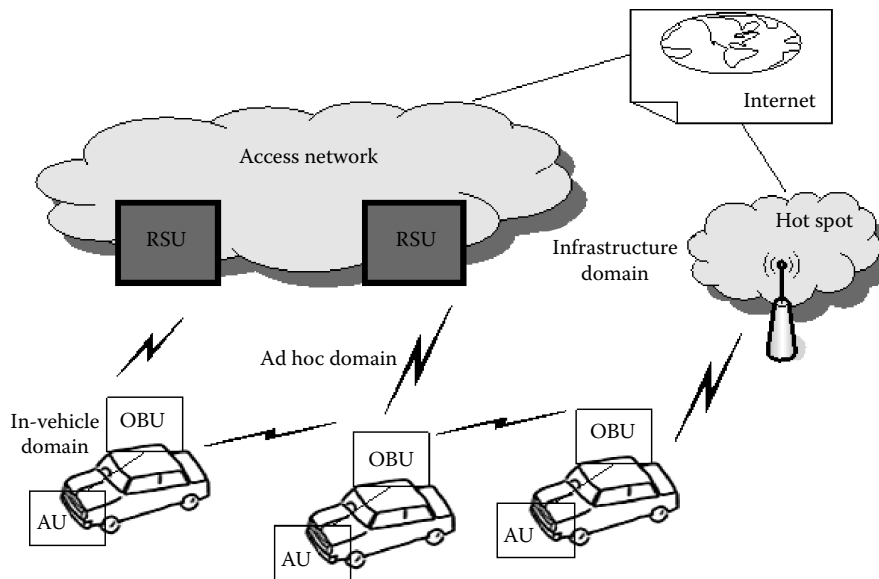 Internet
Access network
Hot spot
RSU
RSU
Infrastructure
domain
Ad hoc domain
In-vehicle
domain
OBU
OBU
OBU
AU
AU
AU